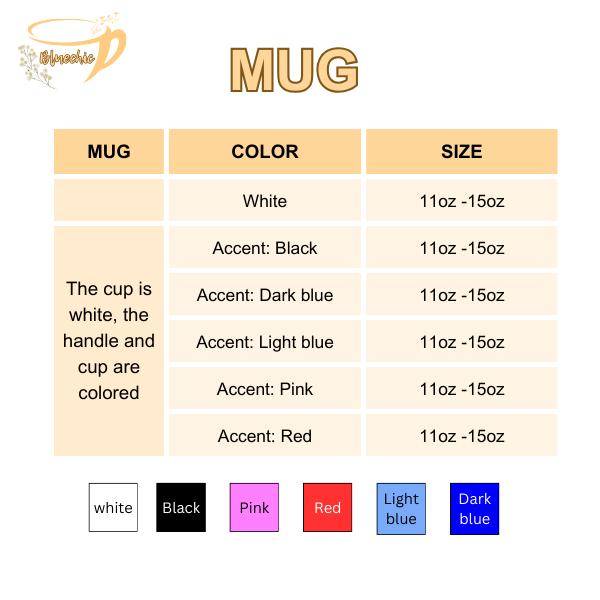 Bluechic
MUG
MUG COLOR SIZE
White 11oz -15oz
Accent: Black 11oz -15oz
Accent: Dark blue 11oz -15oz
Accent: Light blue 11oz -15oz
Accent: Pink 11oz -15oz
Accent: Red 11oz -15oz
The cup is
white, the
handle and
cup are
colored
white
Black
Pink
Red
Light
blue
Dark
blue